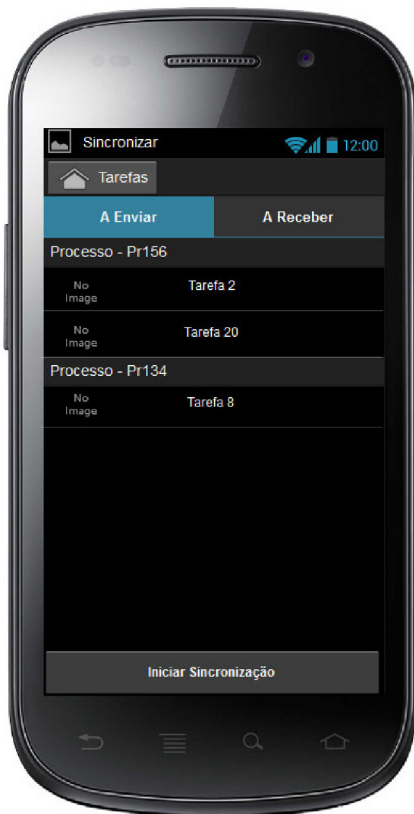 Sincronizar 12:00
Tarefas
A Enviar A Receber
Processo - Pr156
No Image Tarefa 2
No Image Tarefa 20
Processo - Pr134
No Image Tarefa 8
Iniciar Sincronização